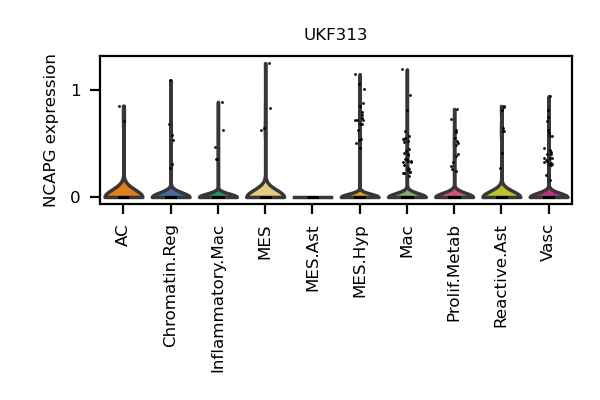 UKF313
NCAPG expression
1
0
AC
Chromatin.Reg
Inflammatory.Mac
MES
MES.Ast
MES.Hyp
Mac
Prolif.Metab
Reactive.Ast
Vasc